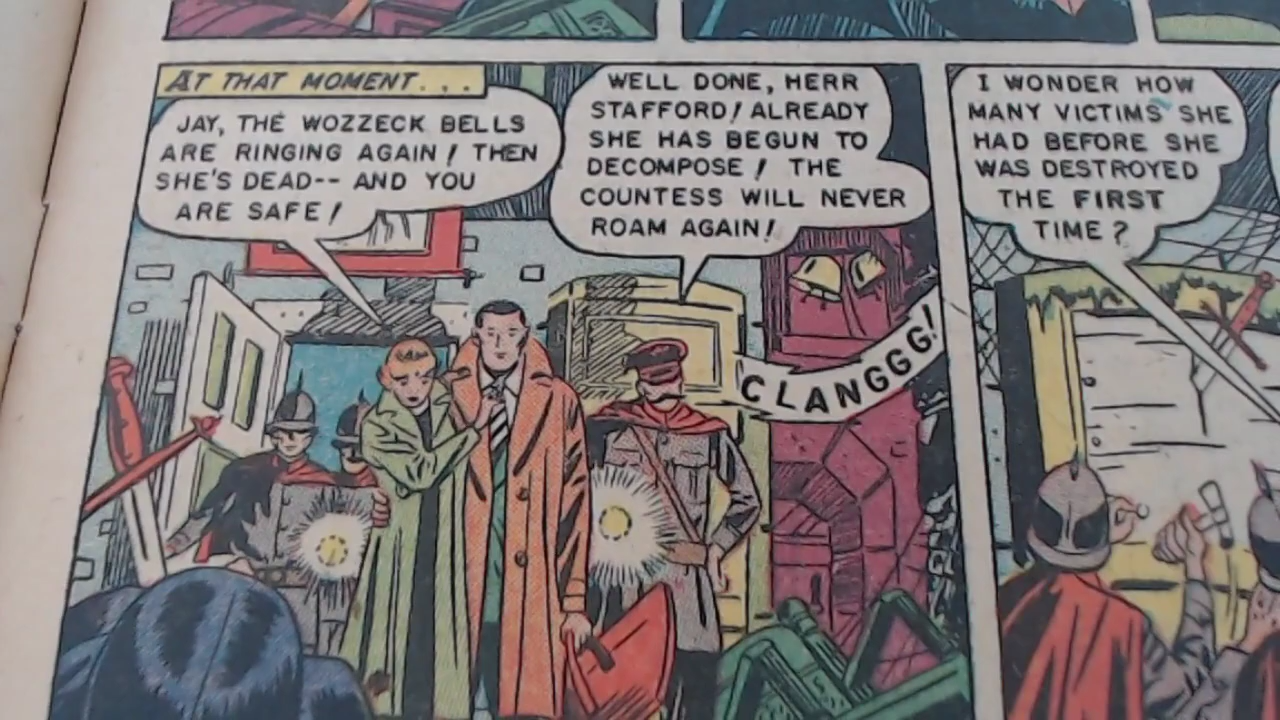 AT THAT MOMENT...
JAY, THE WOZZECK BELLS
ARE RINGING AGAIN! THEN
SHE'S DEAD-- AND YOU
ARE SAFE!
WELL DONE, HERR
STAFFORD! ALREADY
SHE HAS BEGUN TO
DECOMPOSE! THE
COUNTESS WILL NEVER
ROAM AGAIN!
CLANGGG!
I WONDER HOW
MANY VICTIMS SHE
HAD BEFORE SHE
WAS DESTROYED
THE FIRST
TIME?